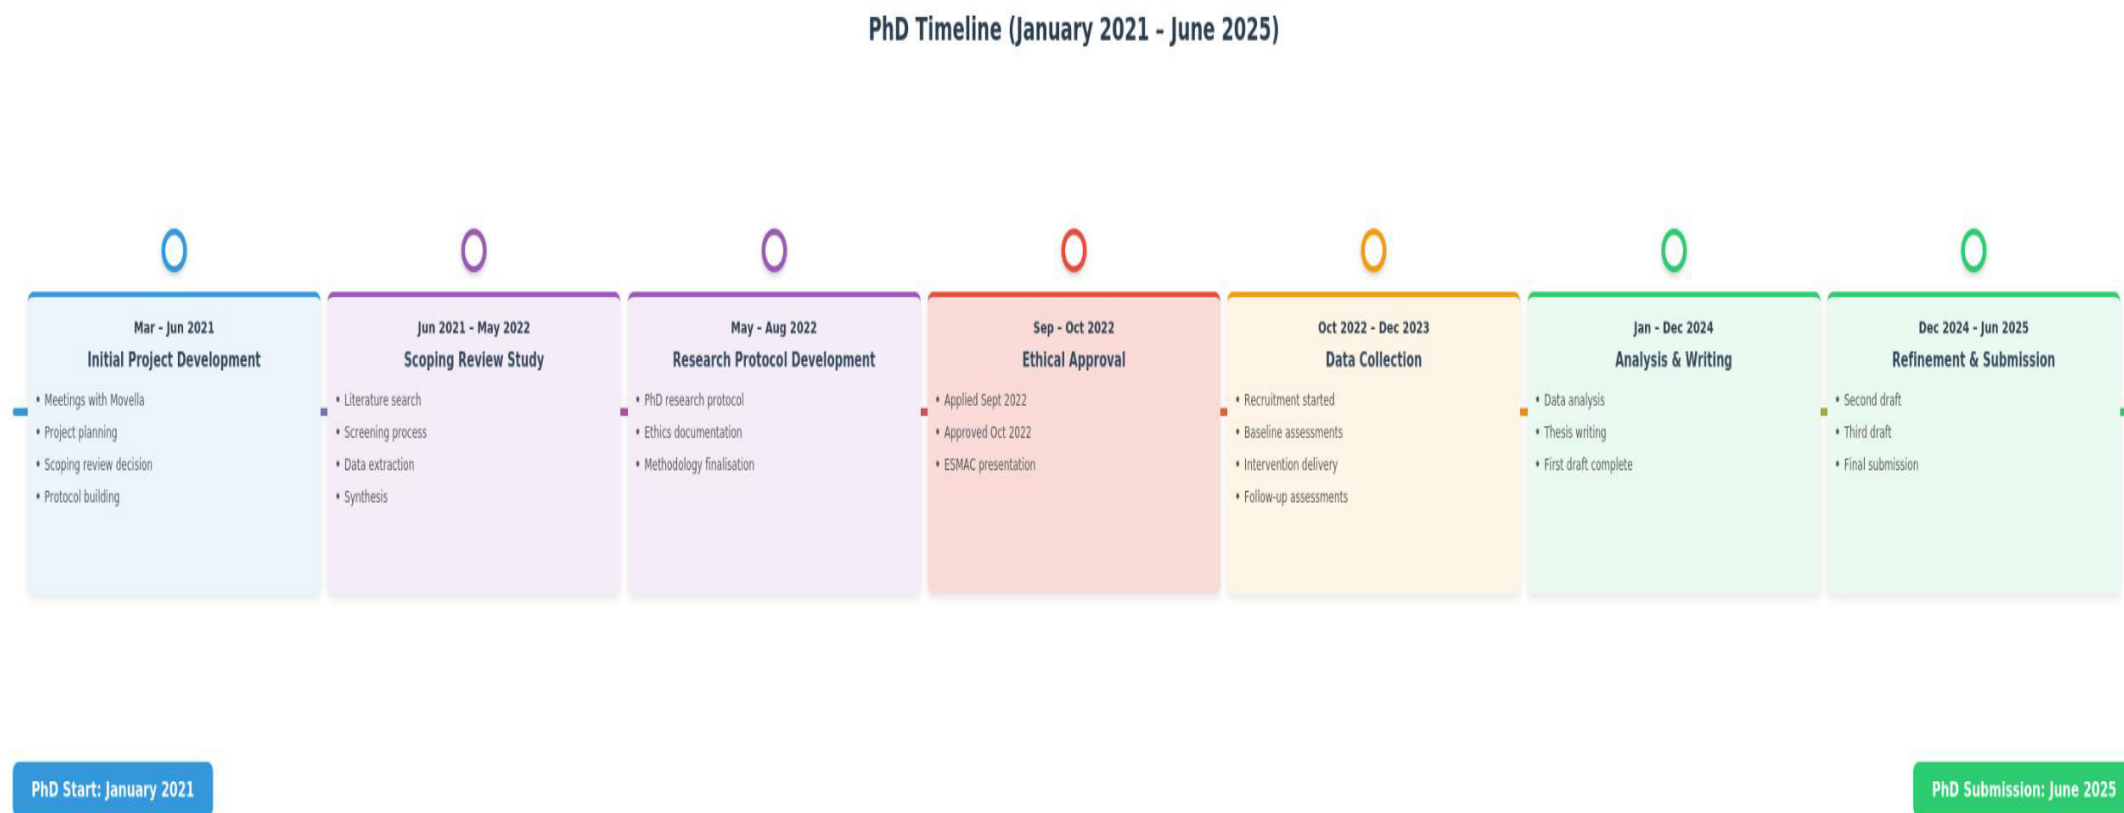 PhD Timeline (January 2021 – June 2025)
Mar – Jun 2021
Initial Project Development
• Meetings with Movella
• Project planning
• Scoping review decision
• Protocol building
Jun 2021 – May 2022
Scoping Review Study
• Literature search
• Screening process
• Data extraction
• Synthesis
May – Aug 2022
Research Protocol Development
• PhD research protocol
• Ethics documentation
• Methodology finalisation
Sep – Oct 2022
Ethical Approval
• Applied Sept 2022
• Approved Oct 2022
• ESMAC presentation
Oct 2022 – Dec 2023
Data Collection
• Recruitment started
• Baseline assessments
• Intervention delivery
• Follow-up assessments
Jan – Dec 2024
Analysis & Writing
• Data analysis
• Thesis writing
• First draft complete
Dec 2024 – Jun 2025
Refinement & Submission
• Second draft
• Third draft
• Final submission
PhD Start: January 2021
PhD Submission: June 2025